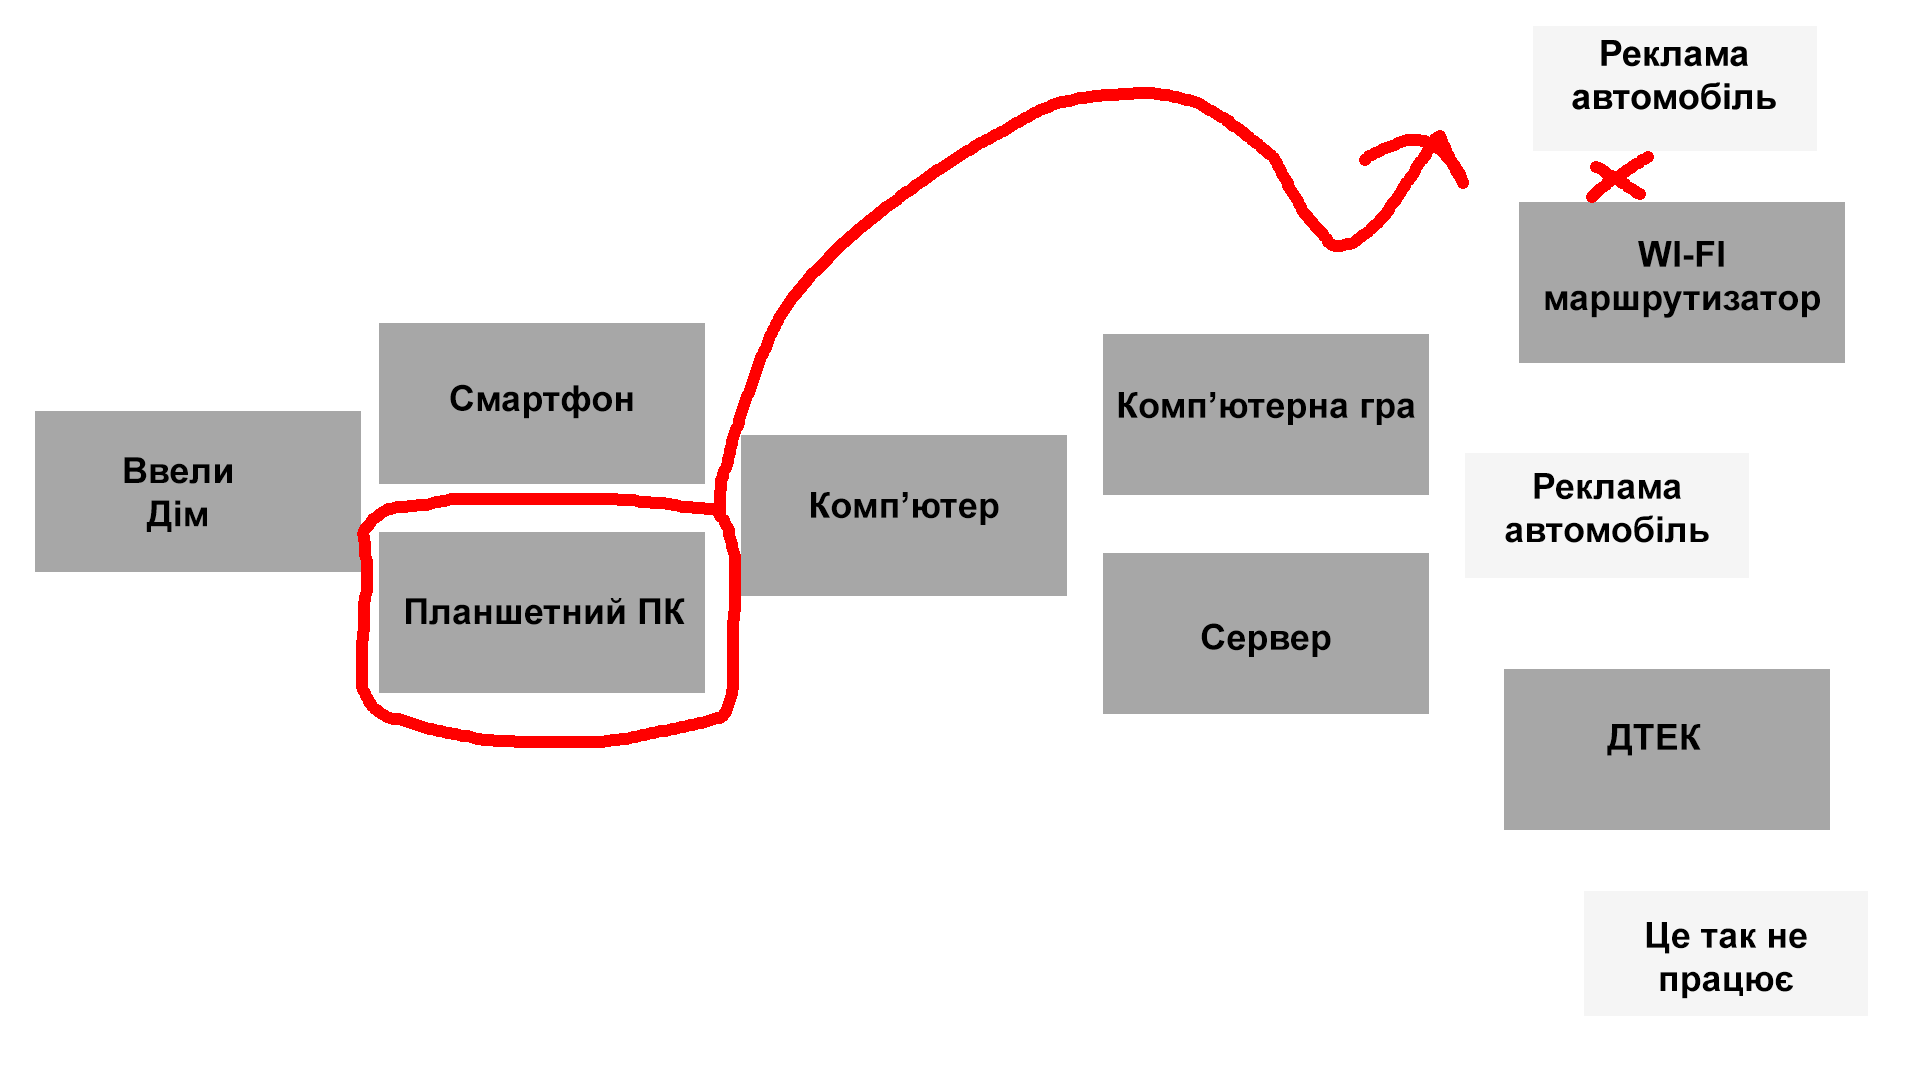 Реклама
автомобіль
WI-FI
маршрутизатор
Смартфон
Комп’ютерна гра
Ввели
Дім
Комп’ютер
Реклама
автомобіль
Планшетний ПК
Сервер
ДТЕК
Це так не
працює